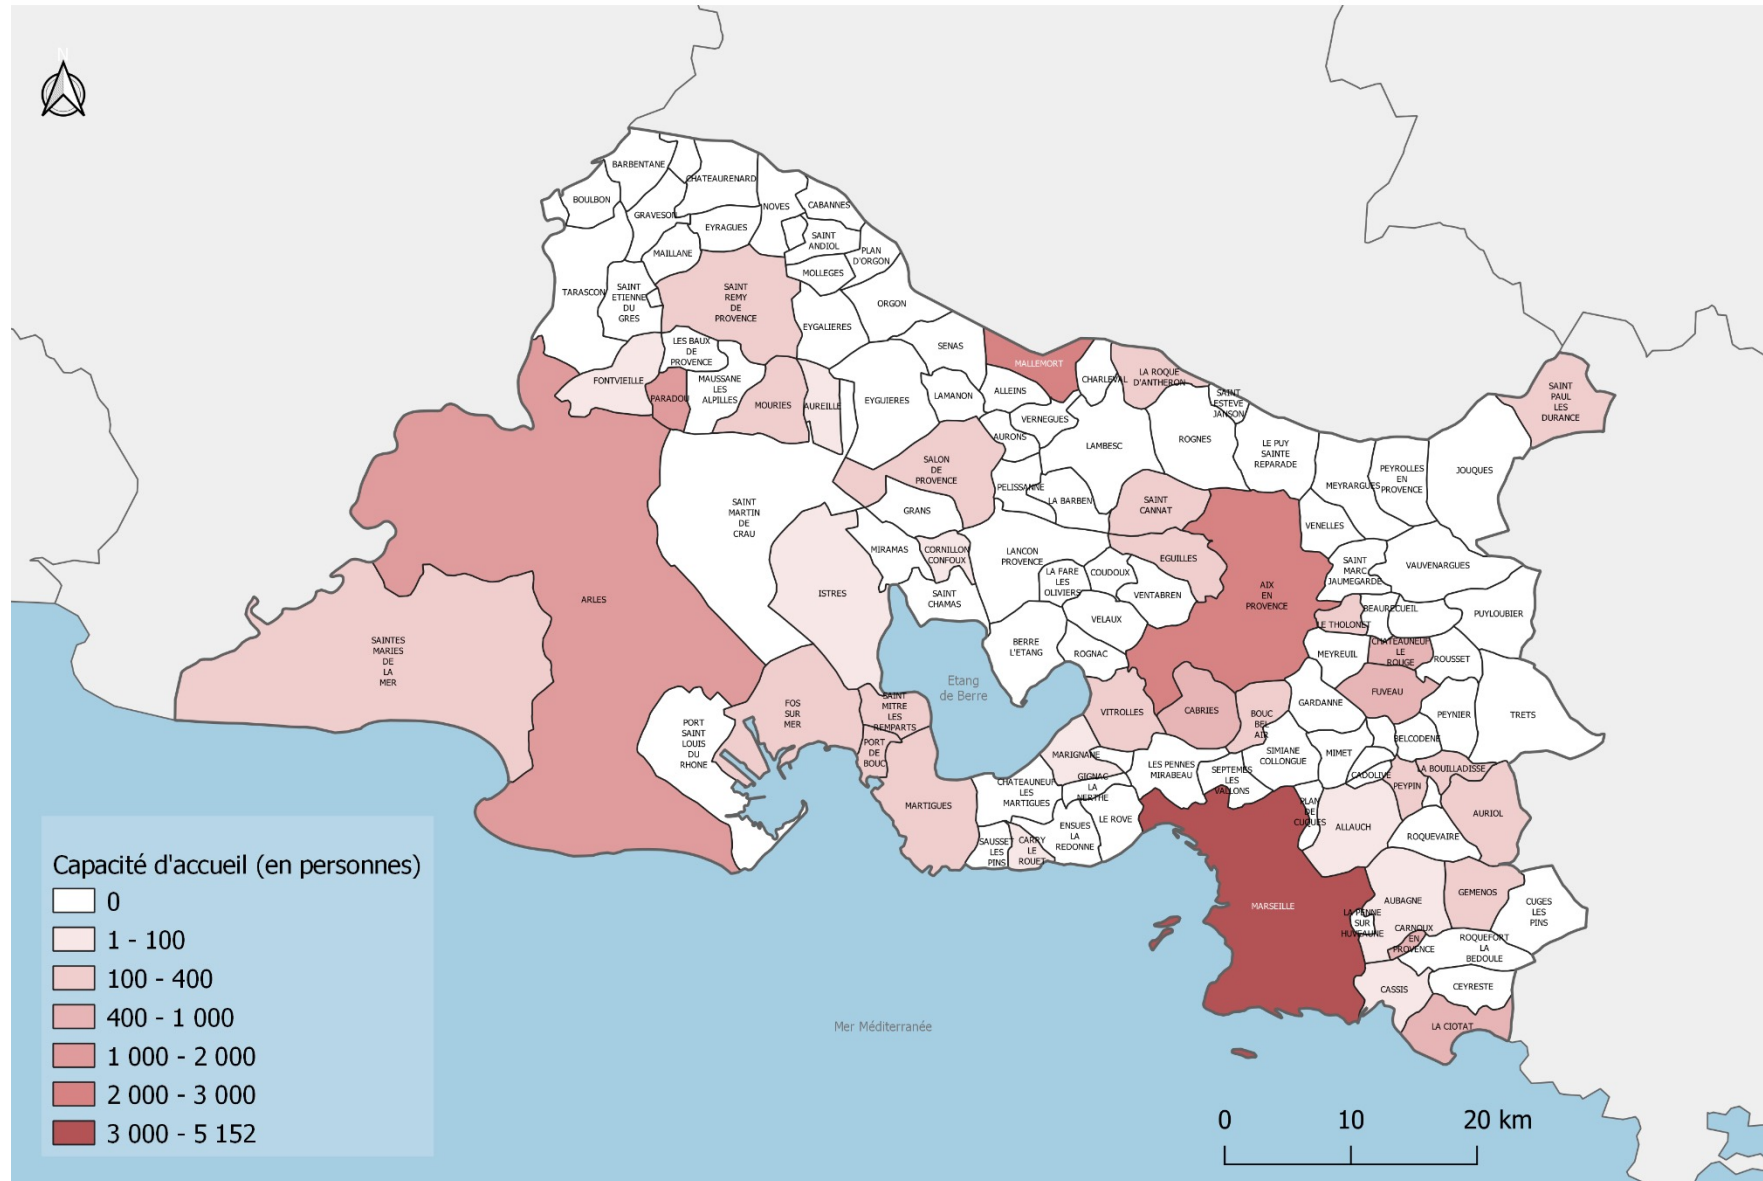 N
BARBENTANE
CHATEAURENARD
BOULBON
GRAVESON
NOVES
CABANNES
EYRAGUES
SAINT
ANDIOL
MAILLANE
PLAN
D'ORGON
MOLLEGES
TARASCON
SAINT
ETIENNE
DU
GRES
SAINT
REMY
DE
PROVENCE
ORGON
EYGALIERES
LES BAUX
DE
PROVENCE
SENAS
MALLEMORT
FONTVIEILLE
PARADOU
MAUSSANE
LES
ALPILLES
MOURIES
AUREILLE
EYGUIERES
LAMANON
ALLEINS
CHARLEVAL
LA ROQUE
D'ANTHERON
SAINT
ESTEVE
JANSON
SAINT
PAUL
LES
DURANCE
VERNEGUES
AURONS
LAMBESC
ROGNES
LE PUY
SAINTE
REPARADE
SALON
DE
PROVENCE
PELISSANNE
LA BARBEN
SAINT
CANNAT
MEYRARGUES
PEYROLLES
EN
PROVENCE
JOUQUES
SAINT
MARTIN
DE
CRAU
GRANS
VENELLES
MIRAMAS
CORNILLON
CONFOUX
LANCON
PROVENCE
EGUILLES
LA FARE
LES
OLIVIERS
COUDOUX
SAINT
MARC
JAUMEGARDE
VAUVENARGUES
ARLES
ISTRES
SAINT
CHAMAS
VENTABREN
AIX
EN
PROVENCE
BEAURECUEIL
PUYLOUBIER
VELAUX
LE THOLONET
SAINTES
MARIES
DE
LA
MER
BERRE
L'ETANG
ROGNAC
MEYREUIL
CHATEAUNEUF
LE
ROUGE
ROUSSET
Etang
de Berre
FUVEAU
SAINT
MITRE
LES
REMPARTS
FOS
SUR
MER
VITROLLES
CABRIES
BOUC
BEL
AIR
GARDANNE
PEYNIER
TRETS
PORT
SAINT
LOUIS
DU
RHONE
PORT
DE
BOUC
BELCODENE
MARIGNANE
SIMIANE
COLLONGUE
MIMET
LES PENNES
MIRABEAU
SEPTEMES
LES
VALLONS
CADOLIVE
LA BOUILLADISSE
GIGNAC
LA
NERTHE
CHATEAUNEUF
LES
MARTIGUES
PEYPIN
MARTIGUES
PLAN
DE
CUQUES
ALLAUCH
AURIOL
LE ROVE
ENSUES
LA
REDONNE
ROQUEVAIRE
SAUSSET
LES
PINS
CARRY
LE
ROUET
GEMENOS
AUBAGNE
CUGES
LES
PINS
MARSEILLE
LA PENNE
SUR
HUVEAUNE
CARNOUX
EN
PROVENCE
ROQUEFORT
LA
BEDOULE
CEYRESTE
CASSIS
LA CIOTAT
Mer Méditerranée
Capacité d'accueil (en personnes)
0
1 - 100
100 - 400
400 - 1 000
1 000 - 2 000
2 000 - 3 000
3 000 - 5 152
0 10 20 km